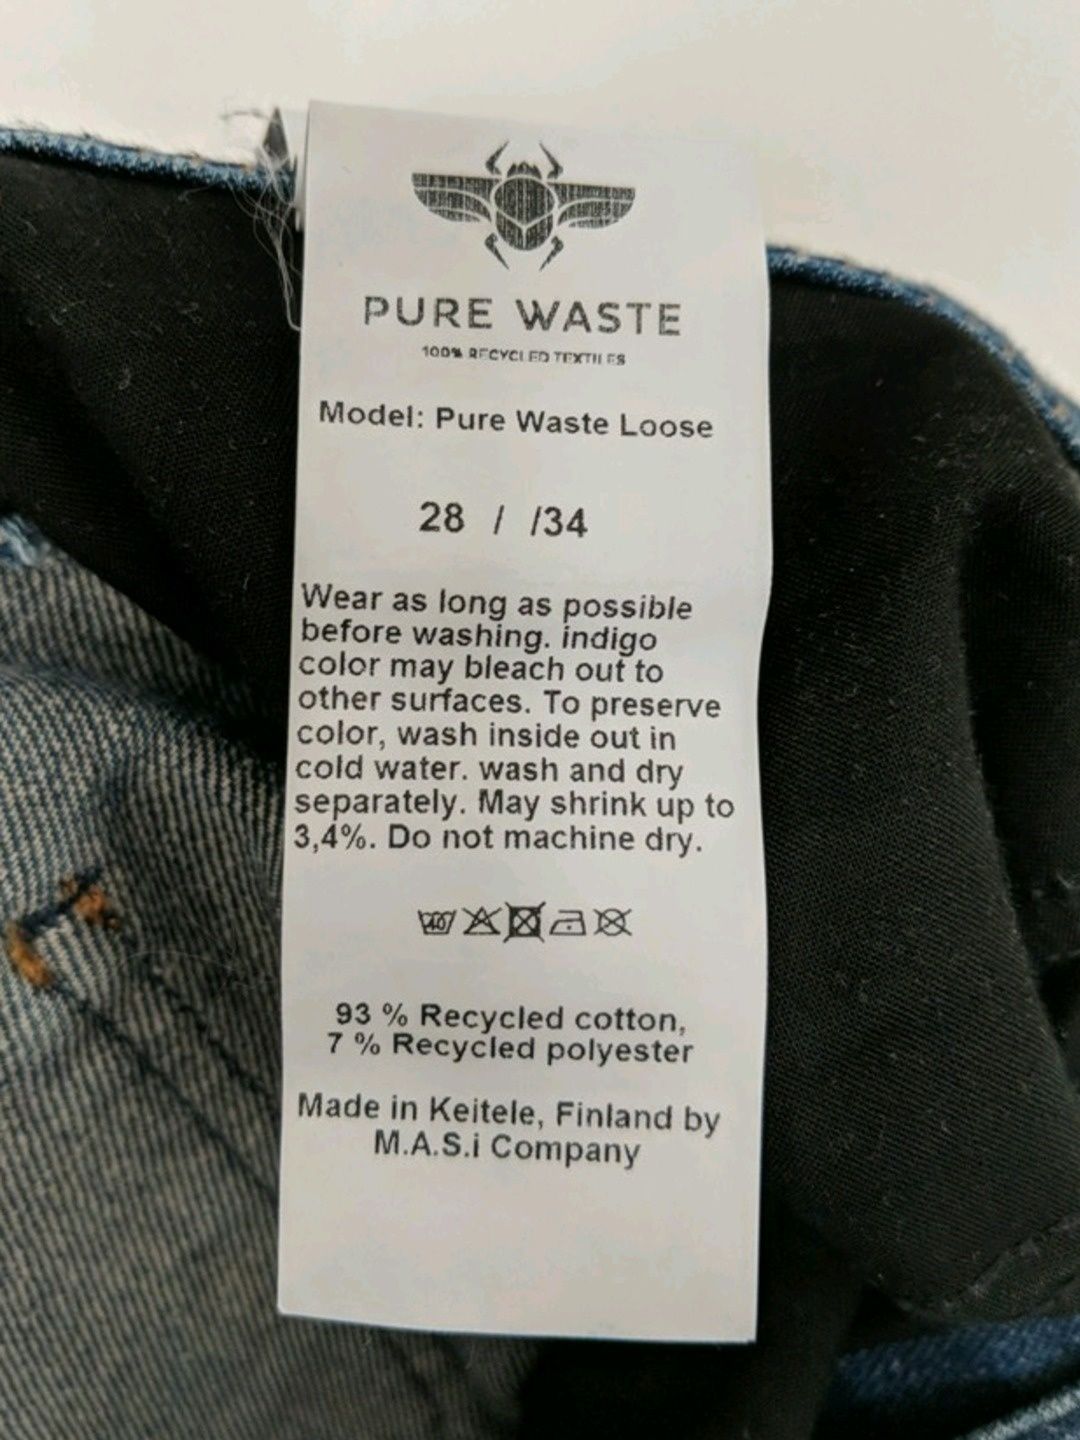 PURE WASTE
100% RECYCLED TEXTILES
Model: Pure Waste Loose
28 / /34
Wear as long as possible
before washing. indigo
color may bleach out to
other surfaces. To preserve
color, wash inside out in
cold water. wash and dry
separately. May shrink up to
3,4%. Do not machine dry.
40
93 % Recycled cotton,
7 % Recycled polyester
Made in Keitele, Finland by
M.A.S.i Company